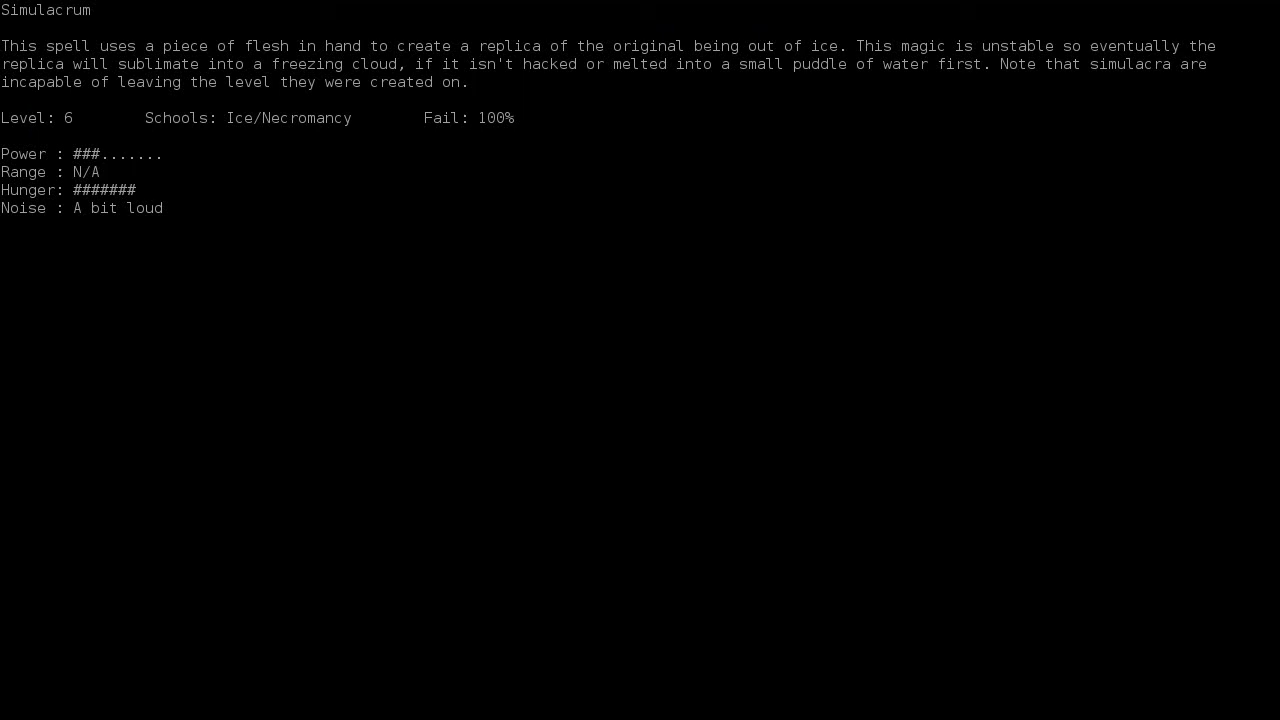 Simulacrum
This spell uses a piece of flesh in hand to create a replica of the original being out of ice. This magic is unstable so eventually the
replica will sublimate into a freezing cloud, if it isn't hacked or melted into a small puddle of water first. Note that simulacra are
incapable of leaving the level they were created on.
Level: 6        Schools: Ice/Necromancy        Fail: 100%
Power : ###.......
Range : N/A
Hunger: #######
Noise : A bit loud